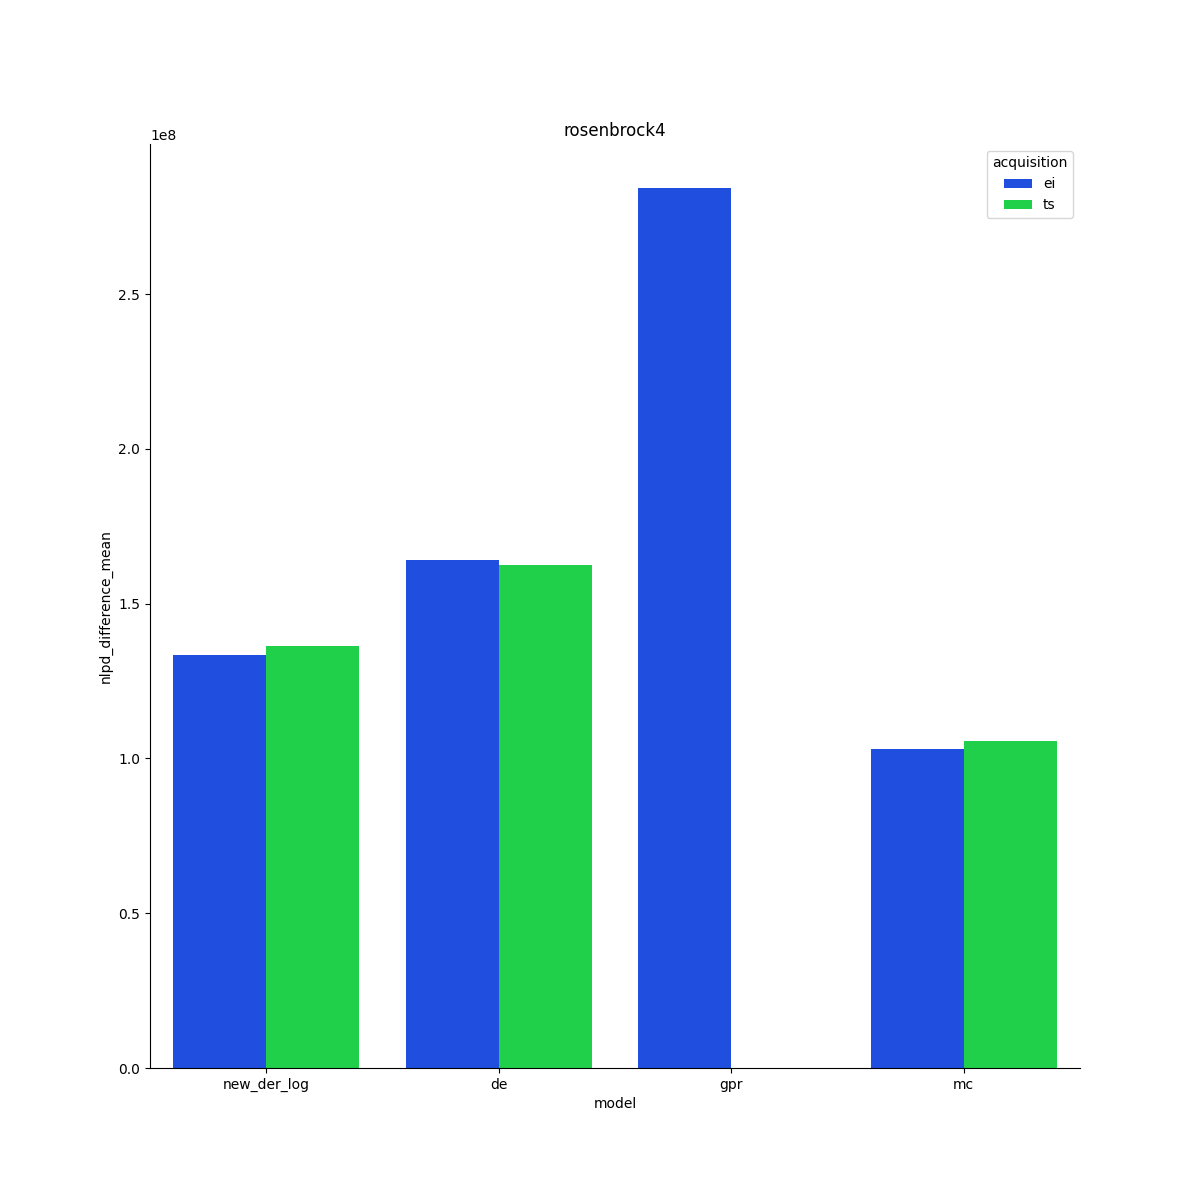 rosenbrock4
1e8
acquisition
ei
ts
2.5
2.0
1.5
1.0
0.5
0.0
nlpd_difference_mean
new_der_log
de
gpr
mc
model